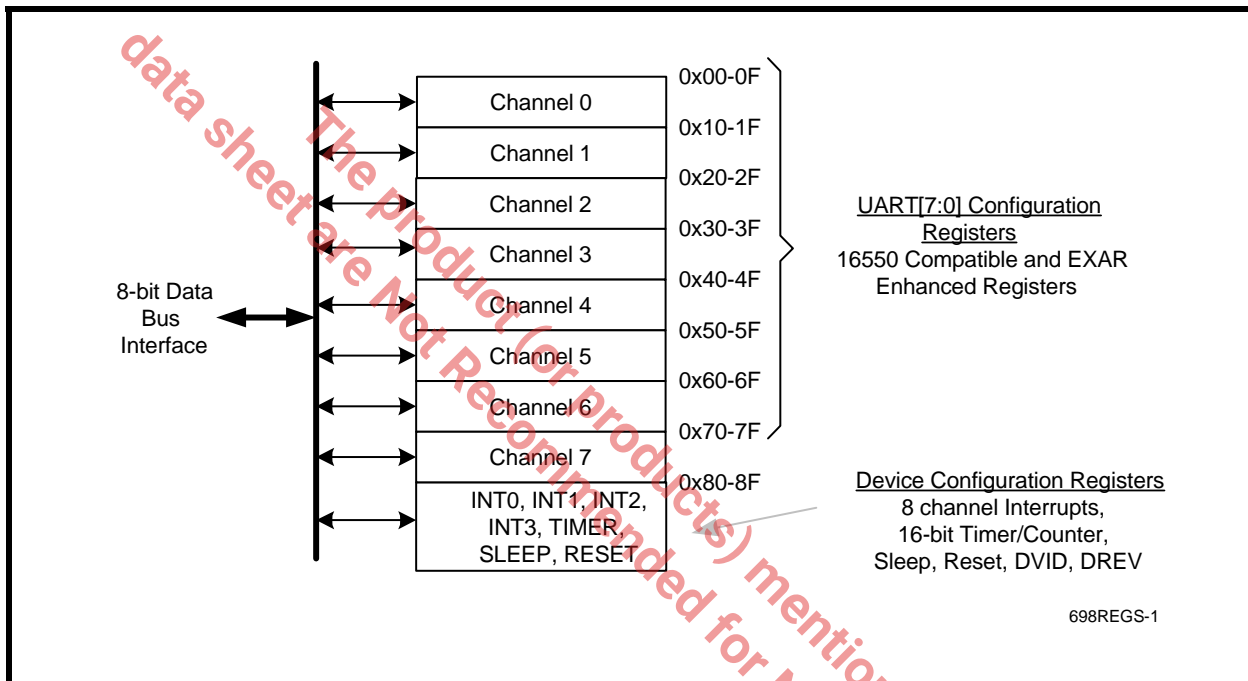 0x00-0F
Channel 0
0x10-1F
Channel 1
0x20-2F
Channel 2
0x30-3F
Channel 3
0x40-4F
Channel 4
0x50-5F
Channel 5
0x60-6F
Channel 6
0x70-7F
Channel 7
0x80-8F
INT0, INT1, INT2,
INT3, TIMER,
SLEEP, RESET
8-bit Data
Bus
Interface
UART[7:0] Configuration
Registers
16550 Compatible and EXAR
Enhanced Registers
Device Configuration Registers
8 channel Interrupts,
16-bit Timer/Counter,
Sleep, Reset, DVID, DREV
698REGS-1
The product (or products) mention
data sheet are Not Recommended for N